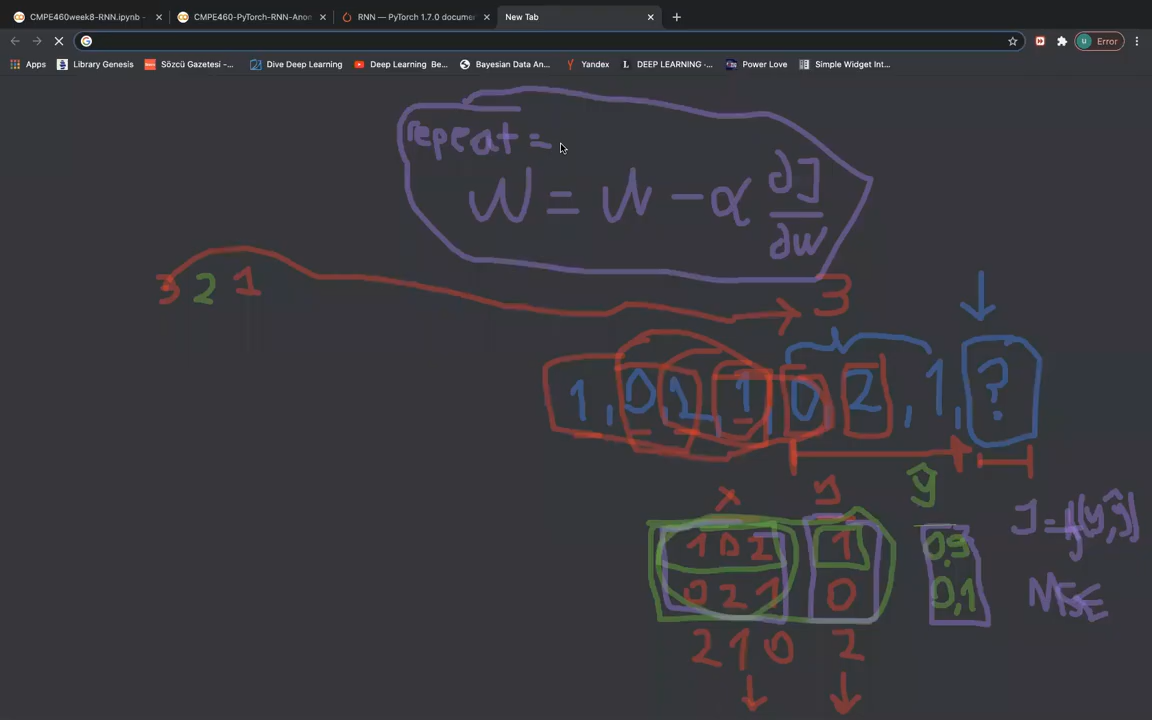 CMPE460week8-RNN.ipynb -
CMPE460-PyTorch-RNN-Ano
RNN — PyTorch 1.7.0 documen
New Tab
u Error
Apps
Library Genesis
Sözcü Gazetesi –...
Dive Deep Learning
Deep Learning Be...
Bayesian Data An...
Yandex
L DEEP LEARNING -...
Power Love
Simple Widget Int...
repeat =
W = W - α ∂J/∂w
3 2 1
3
1, 0, 1, 1, 0 2, 1, ?
x y ŷ
1 0 2 1 0.9
0 2 1 0 0,1
2 1 0 2
J = f(y, ŷ)
MSE